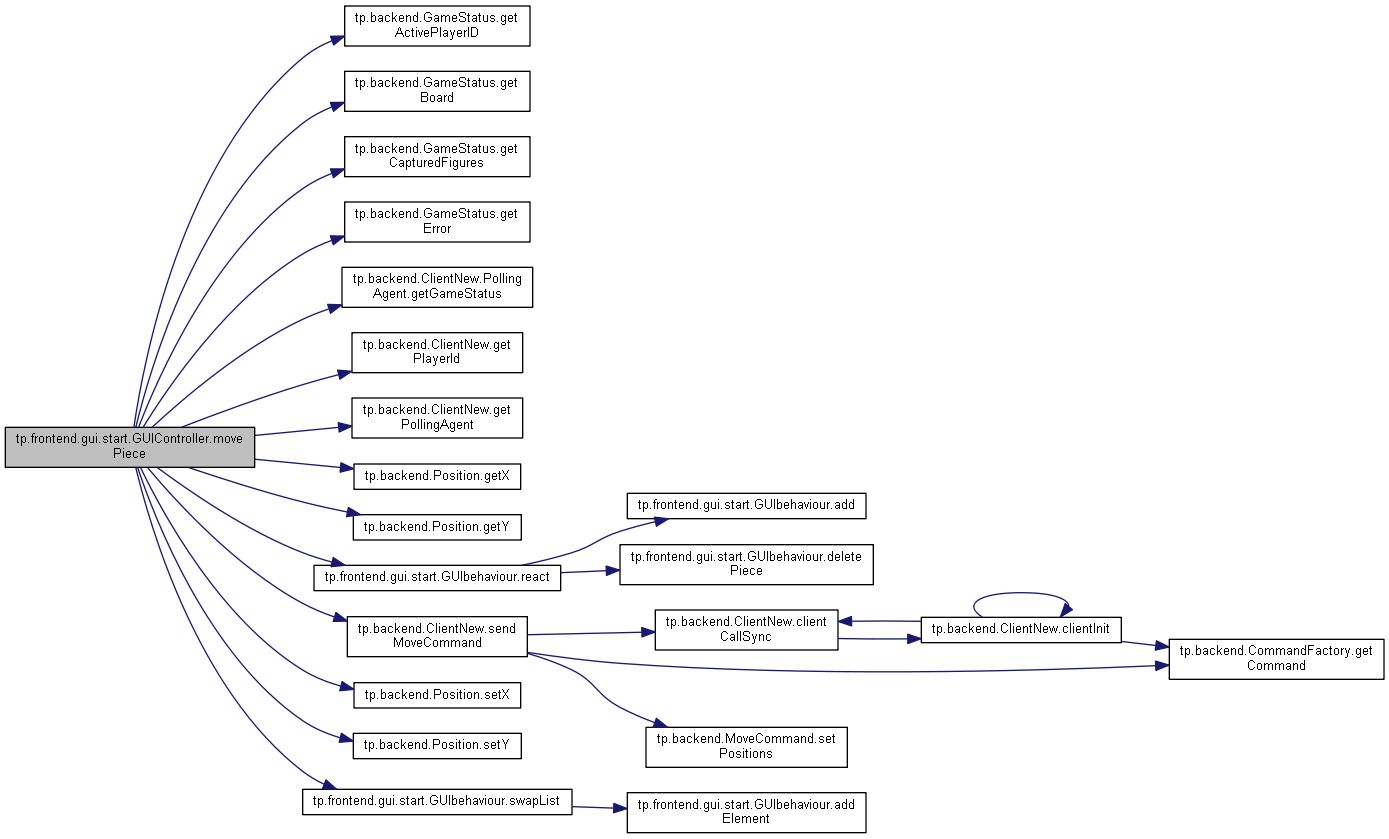 tp.frontend.gui.start.GUIController.move
Piece
tp.backend.GameStatus.get
ActivePlayerID
tp.backend.GameStatus.get
Board
tp.backend.GameStatus.get
CapturedFigures
tp.backend.GameStatus.get
Error
tp.backend.ClientNew.Polling
Agent.getGameStatus
tp.backend.ClientNew.get
PlayerId
tp.backend.ClientNew.get
PollingAgent
tp.backend.Position.getX
tp.backend.Position.getY
tp.frontend.gui.start.GUIbehaviour.react
tp.frontend.gui.start.GUIbehaviour.add
tp.frontend.gui.start.GUIbehaviour.delete
Piece
tp.backend.ClientNew.send
MoveCommand
tp.backend.ClientNew.client
CallSync
tp.backend.ClientNew.clientInit
tp.backend.CommandFactory.get
Command
tp.backend.MoveCommand.set
Positions
tp.backend.Position.setX
tp.backend.Position.setY
tp.frontend.gui.start.GUIbehaviour.swapList
tp.frontend.gui.start.GUIbehaviour.add
Element